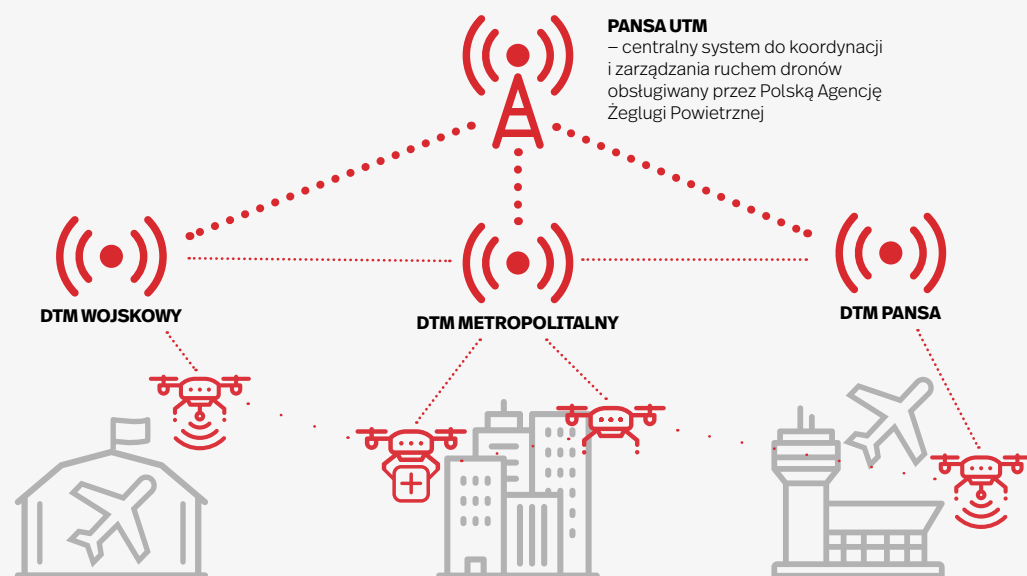 PANSA UTM
– centralny system do koordynacji
i zarządzania ruchem dronów
obsługiwany przez Polską Agencję
Żeglugi Powietrznej
DTM WOJSKOWY
DTM METROPOLITALNY
DTM PANSA